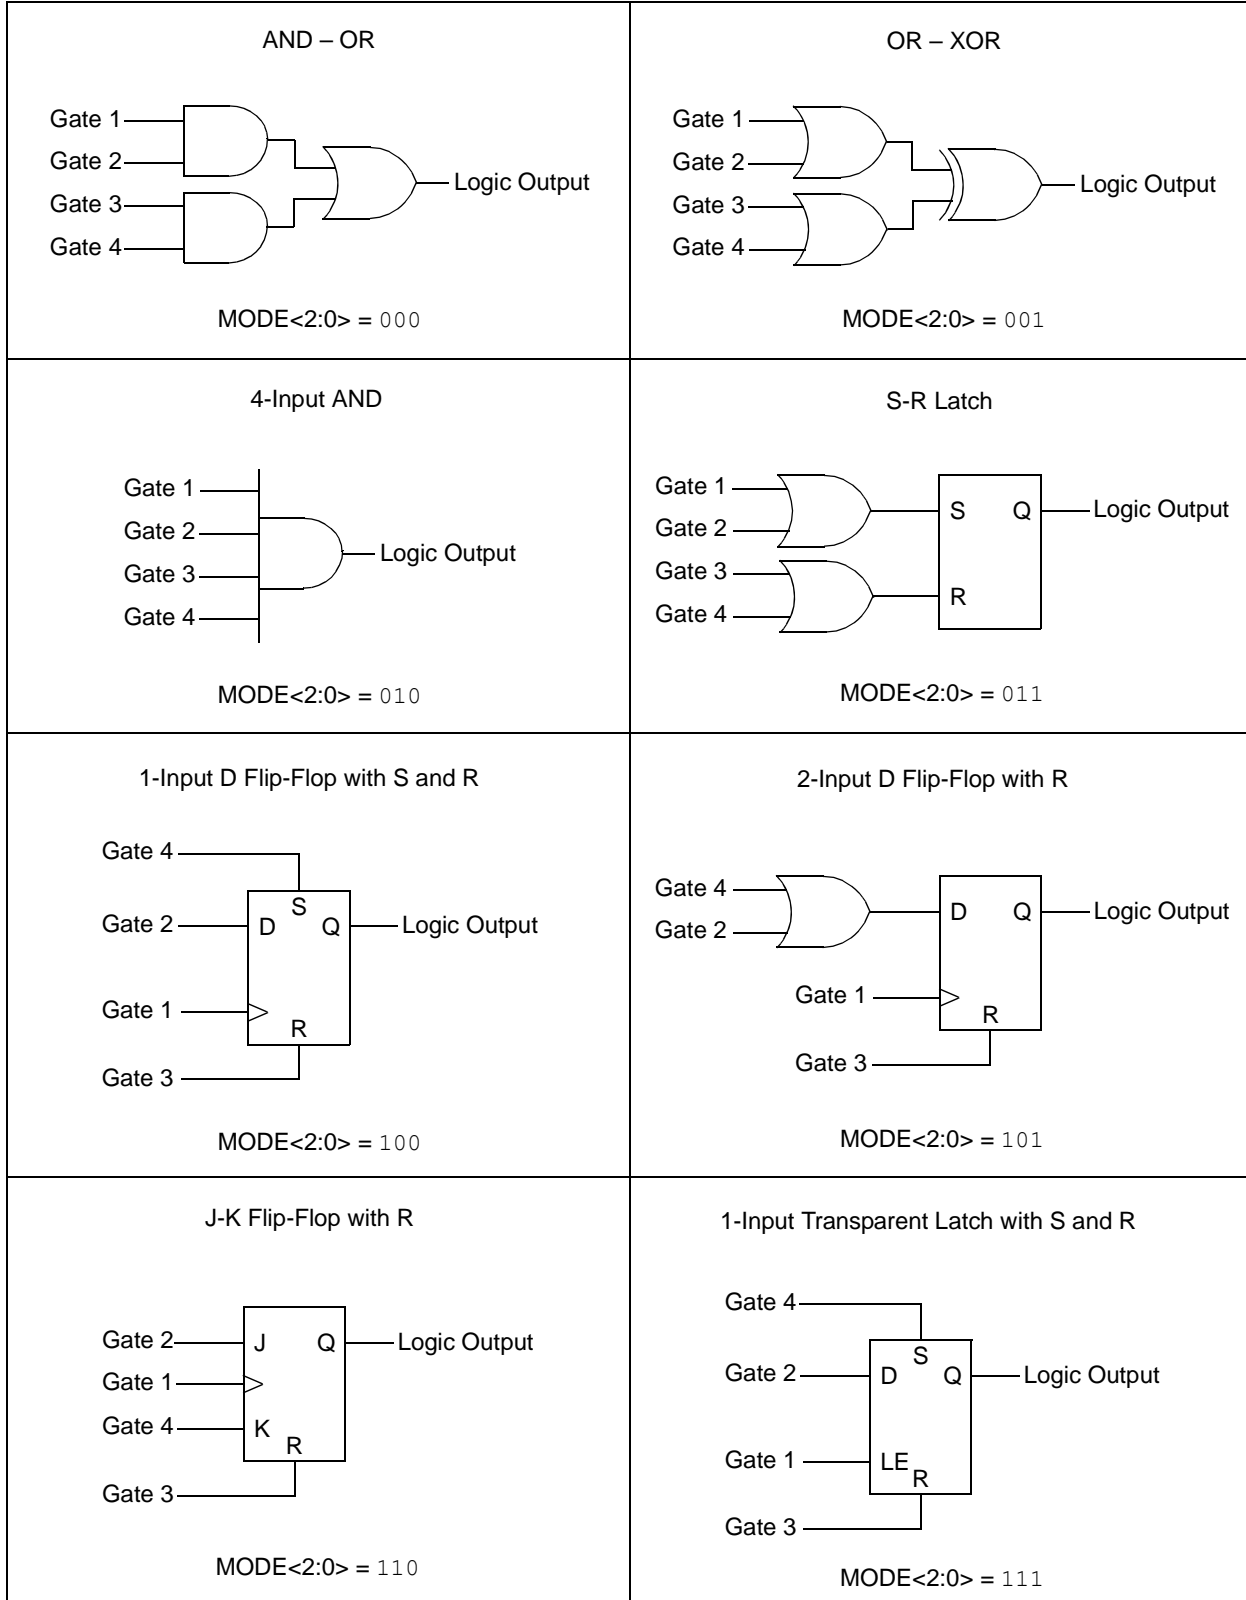 AND – OR
Gate 1
Gate 2
Gate 3
Gate 4
Logic Output
MODE<2:0> = 000
OR – XOR
Gate 1
Gate 2
Gate 3
Gate 4
Logic Output
MODE<2:0> = 001
4-Input AND
Gate 1
Gate 2
Gate 3
Gate 4
Logic Output
MODE<2:0> = 010
S-R Latch
Gate 1
Gate 2
Gate 3
Gate 4
S Q
R
Logic Output
MODE<2:0> = 011
1-Input D Flip-Flop with S and R
Gate 4
Gate 2
Gate 1
Gate 3
S
D Q
R
Logic Output
MODE<2:0> = 100
2-Input D Flip-Flop with R
Gate 4
Gate 2
Gate 1
Gate 3
D Q
R
Logic Output
MODE<2:0> = 101
J-K Flip-Flop with R
Gate 2
Gate 1
Gate 4
Gate 3
J Q
K
R
Logic Output
MODE<2:0> = 110
1-Input Transparent Latch with S and R
Gate 4
Gate 2
Gate 1
Gate 3
S
D Q
LE
R
Logic Output
MODE<2:0> = 111